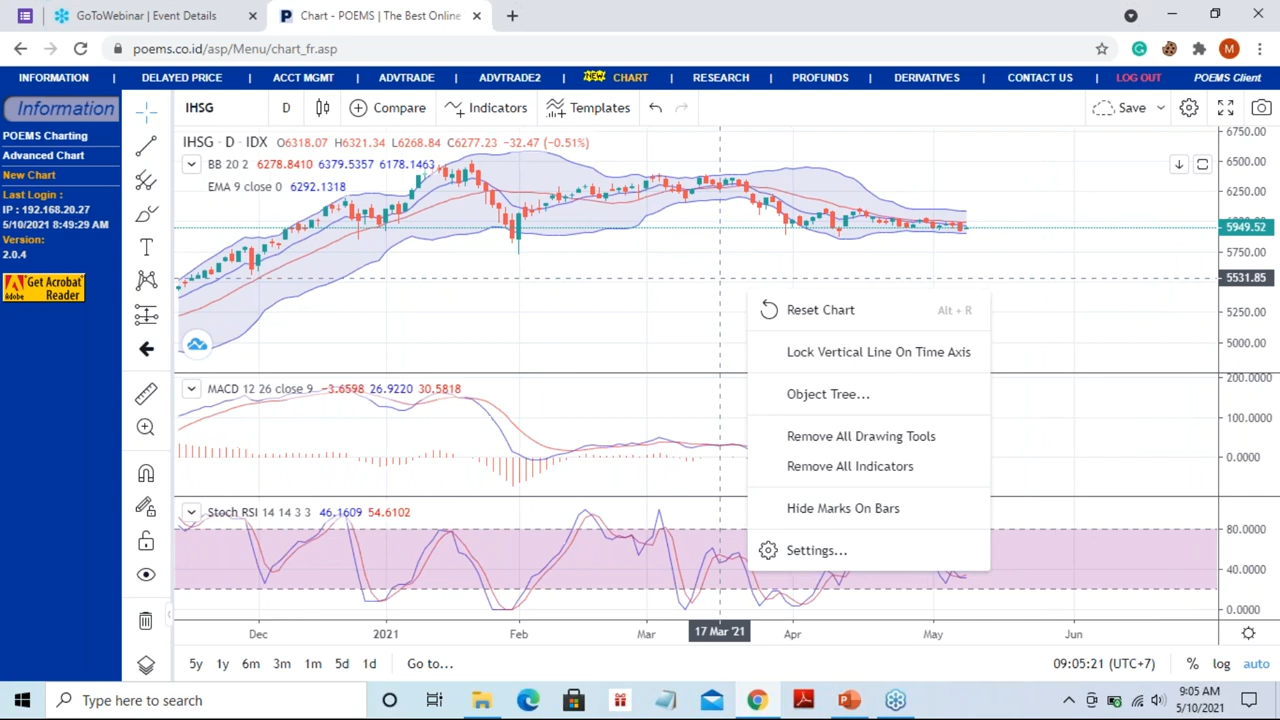 GoToWebinar | Event Details
Chart - POEMS | The Best Online
poems.co.id/asp/Menu/chart_fr.asp
M
INFORMATION | DELAYED PRICE | ACCT MGMT | ADVTRADE | ADVTRADE2 | NEW CHART | RESEARCH | PROFUNDS | DERIVATIVES | CONTACT US | LOG OUT POEMS Client
Information
POEMS Charting
Advanced Chart
New Chart
Last Login :
IP : 192.168.20.27
5/10/2021 8:49:29 AM
Version:
2.0.4
Get Acrobat
Reader
Adobe
IHSG D Compare Indicators Templates Save
IHSG · D · IDX O6318.07 H6321.34 L6268.84 C6277.23 −32.47 (−0.51%)
BB 20 2 6278.8410 6379.5357 6178.1463
EMA 9 close 0 6292.1318
6750.00
6500.00
6250.00
5949.52
5750.00
5531.85
5250.00
5000.00
Reset Chart Alt + R
Lock Vertical Line On Time Axis
Object Tree...
Remove All Drawing Tools
Remove All Indicators
Hide Marks On Bars
Settings...
MACD 12 26 close 9 −3.6598 26.9220 30.5818
200.0000
100.0000
0.0000
Stoch RSI 14 14 3 3 46.1609 54.6102
80.0000
40.0000
0.0000
Dec 2021 Feb Mar 17 Mar '21 Apr May Jun
5y 1y 6m 3m 1m 5d 1d Go to... 09:05:21 (UTC+7) % log auto
Type here to search
9:05 AM
5/10/2021